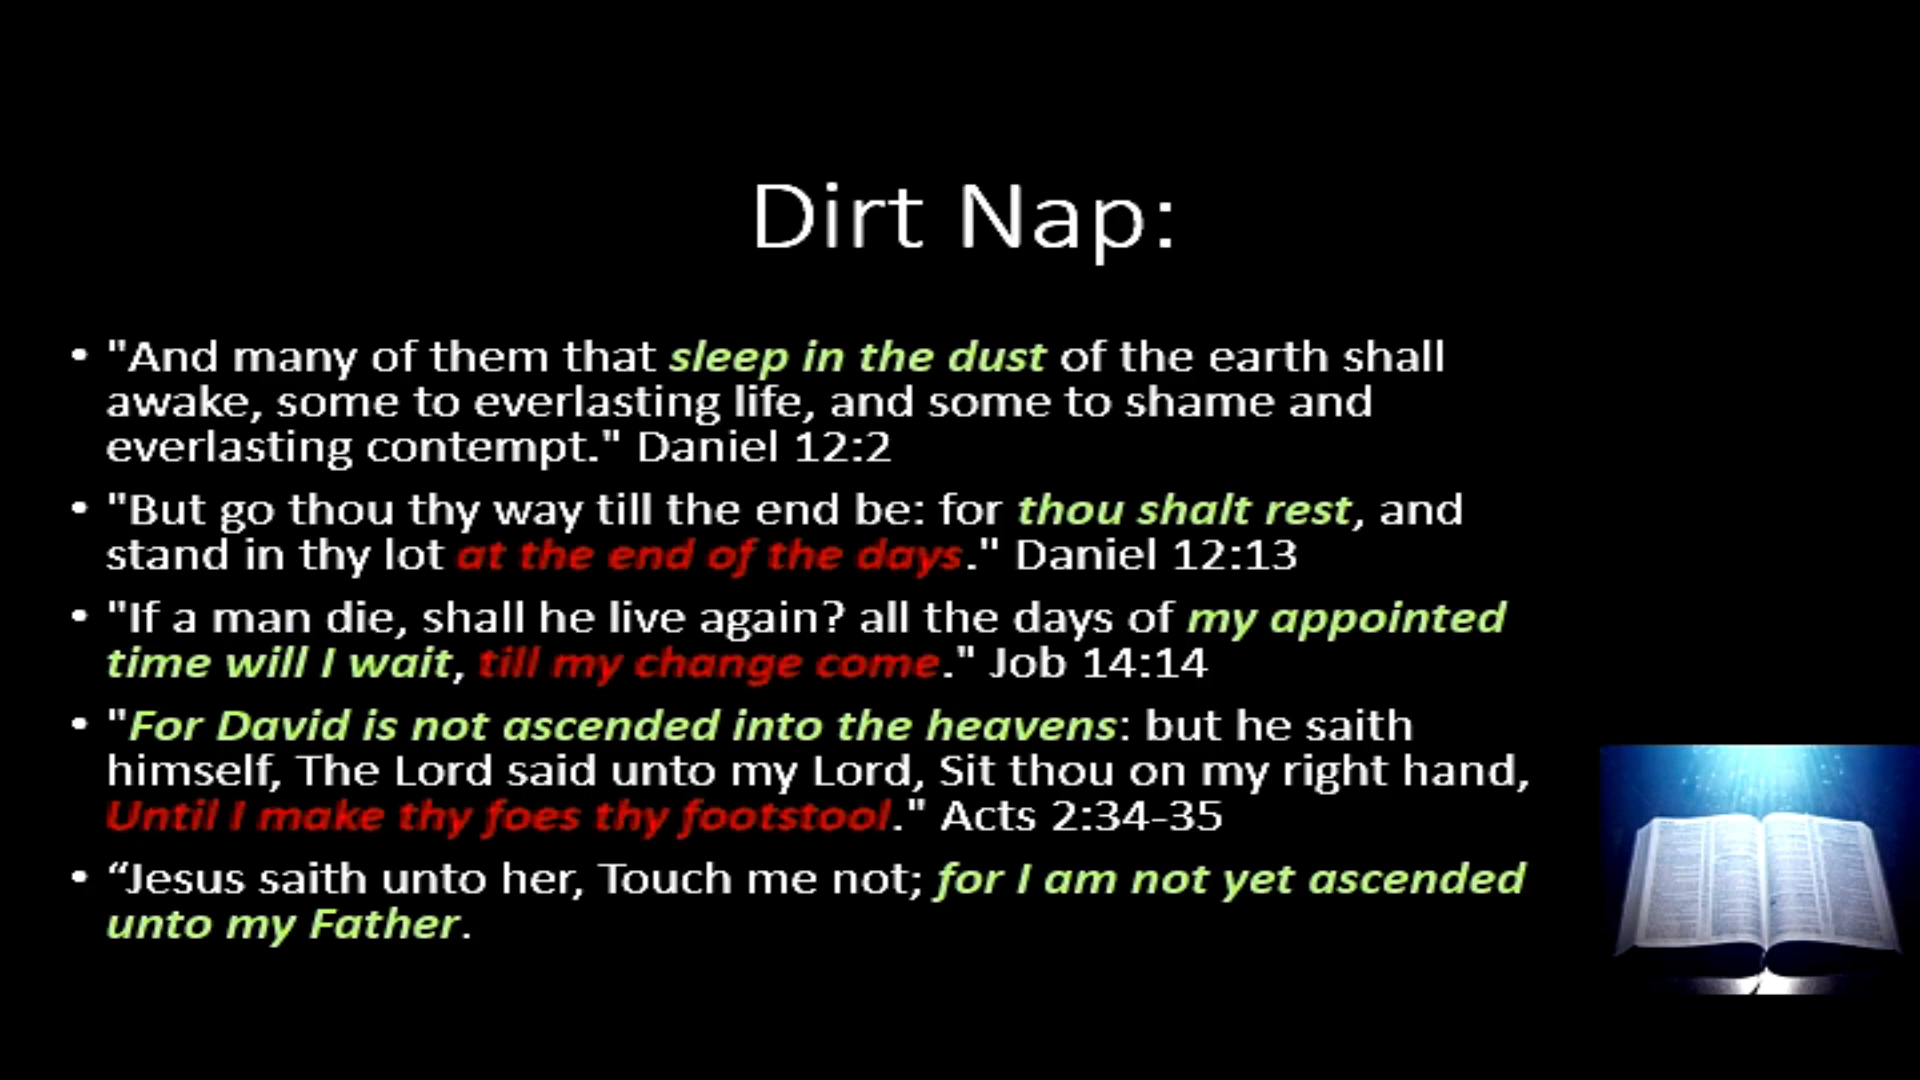 Dirt Nap:
• "And many of them that sleep in the dust of the earth shall
awake, some to everlasting life, and some to shame and
everlasting contempt." Daniel 12:2
• "But go thou thy way till the end be: for thou shalt rest, and
stand in thy lot at the end of the days." Daniel 12:13
• "If a man die, shall he live again? all the days of my appointed
time will I wait, till my change come." Job 14:14
• "For David is not ascended into the heavens: but he saith
himself, The Lord said unto my Lord, Sit thou on my right hand,
Until I make thy foes thy footstool." Acts 2:34-35
• “Jesus saith unto her, Touch me not; for I am not yet ascended
unto my Father.